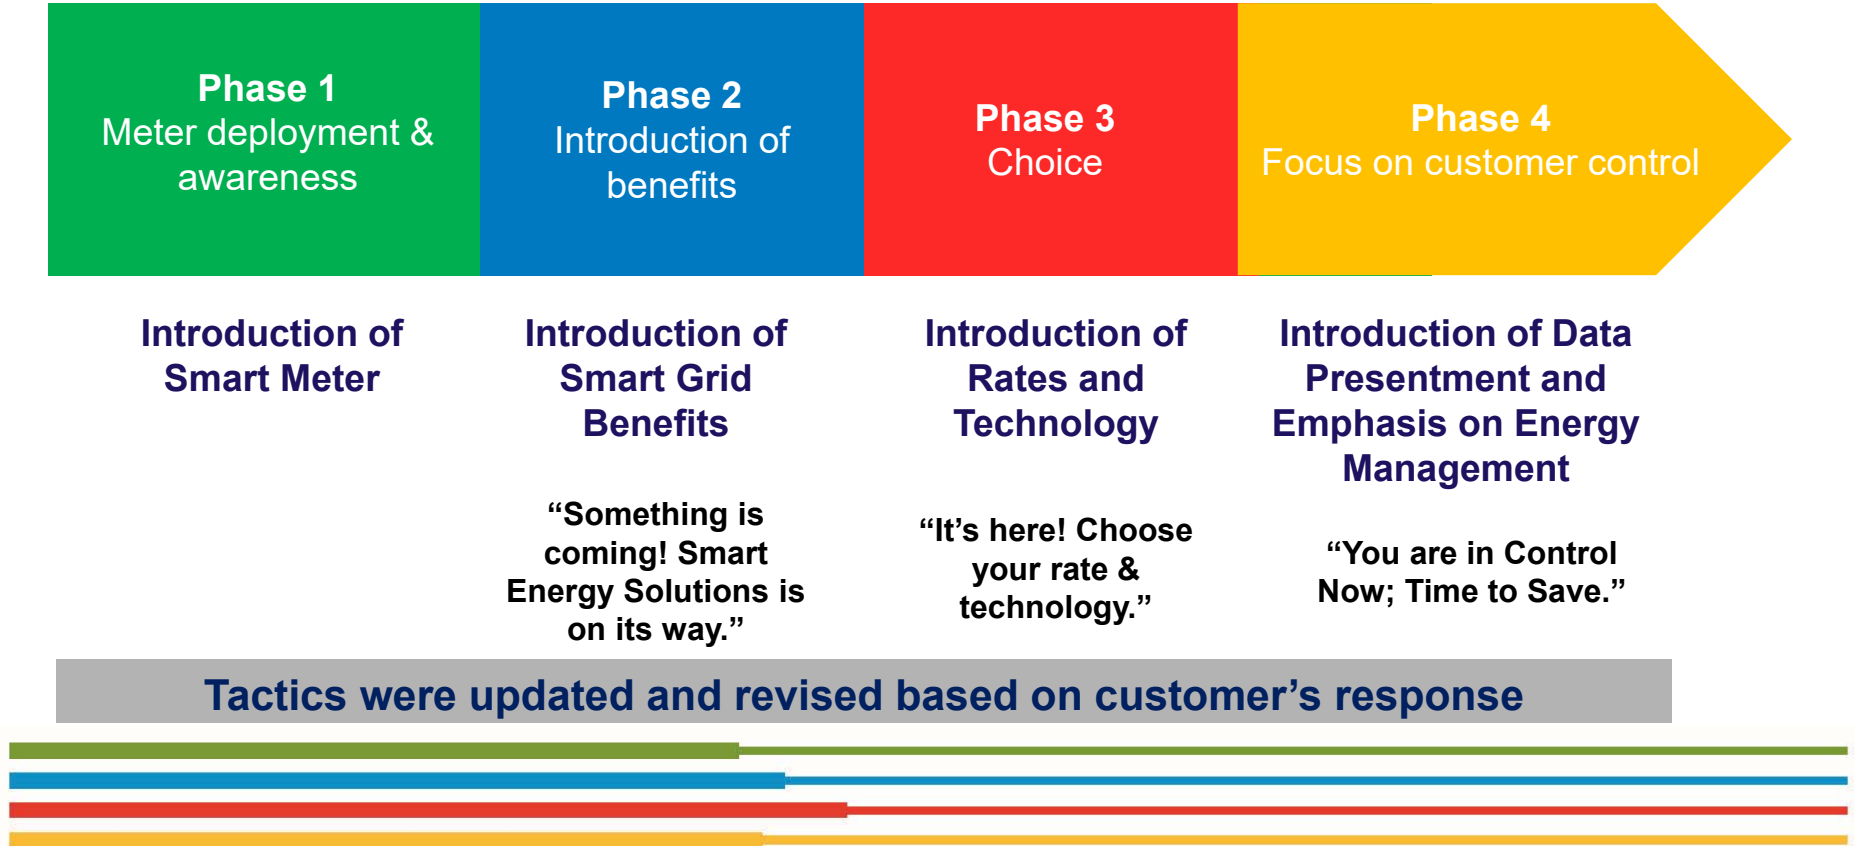 Phase 1
Meter deployment &
awareness
Phase 2
Introduction of
benefits
Phase 3
Choice
Phase 4
Focus on customer control
Introduction of
Smart Meter
Introduction of
Smart Grid
Benefits
“Something is
coming! Smart
Energy Solutions is
on its way.”
Introduction of
Rates and
Technology
“It’s here! Choose
your rate &
technology.”
Introduction of Data
Presentment and
Emphasis on Energy
Management
“You are in Control
Now; Time to Save.”
Tactics were updated and revised based on customer’s response